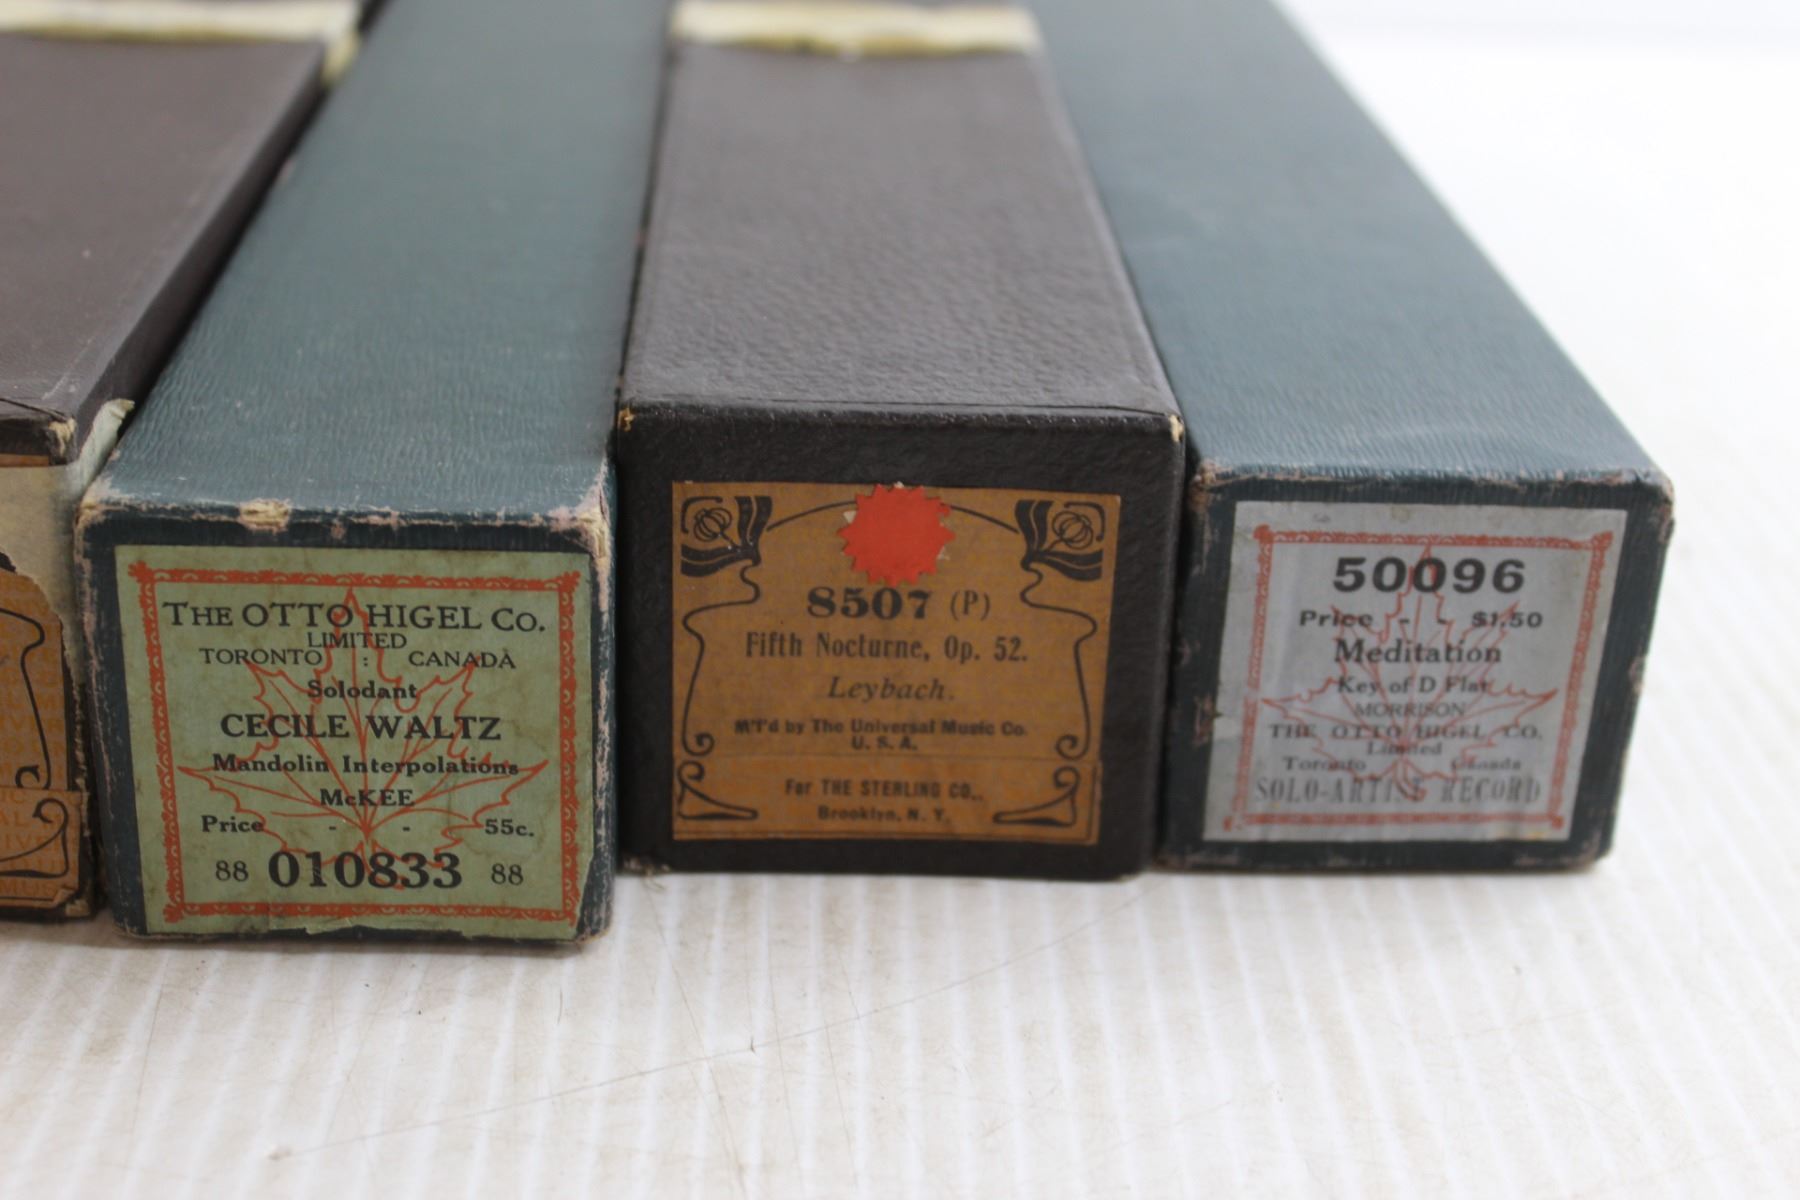 THE OTTO HIGEL CO.
LIMITED
TORONTO : CANADA
Solodant
CECILE WALTZ
Mandolin Interpolations
McKEE
Price - - 55c.
88 010833 88
8507 (P)
Fifth Nocturne, Op. 52.
Leybach.
M'f'd by The Universal Music Co.
U. S. A.
For THE STERLING CO.,
Brooklyn, N. Y.
50096
Price - - $1.50
Meditation
Key of D Flat
MORRISON
THE OTTO HIGEL CO.
Limited
Toronto Canada
SOLO-ARTIST RECORD